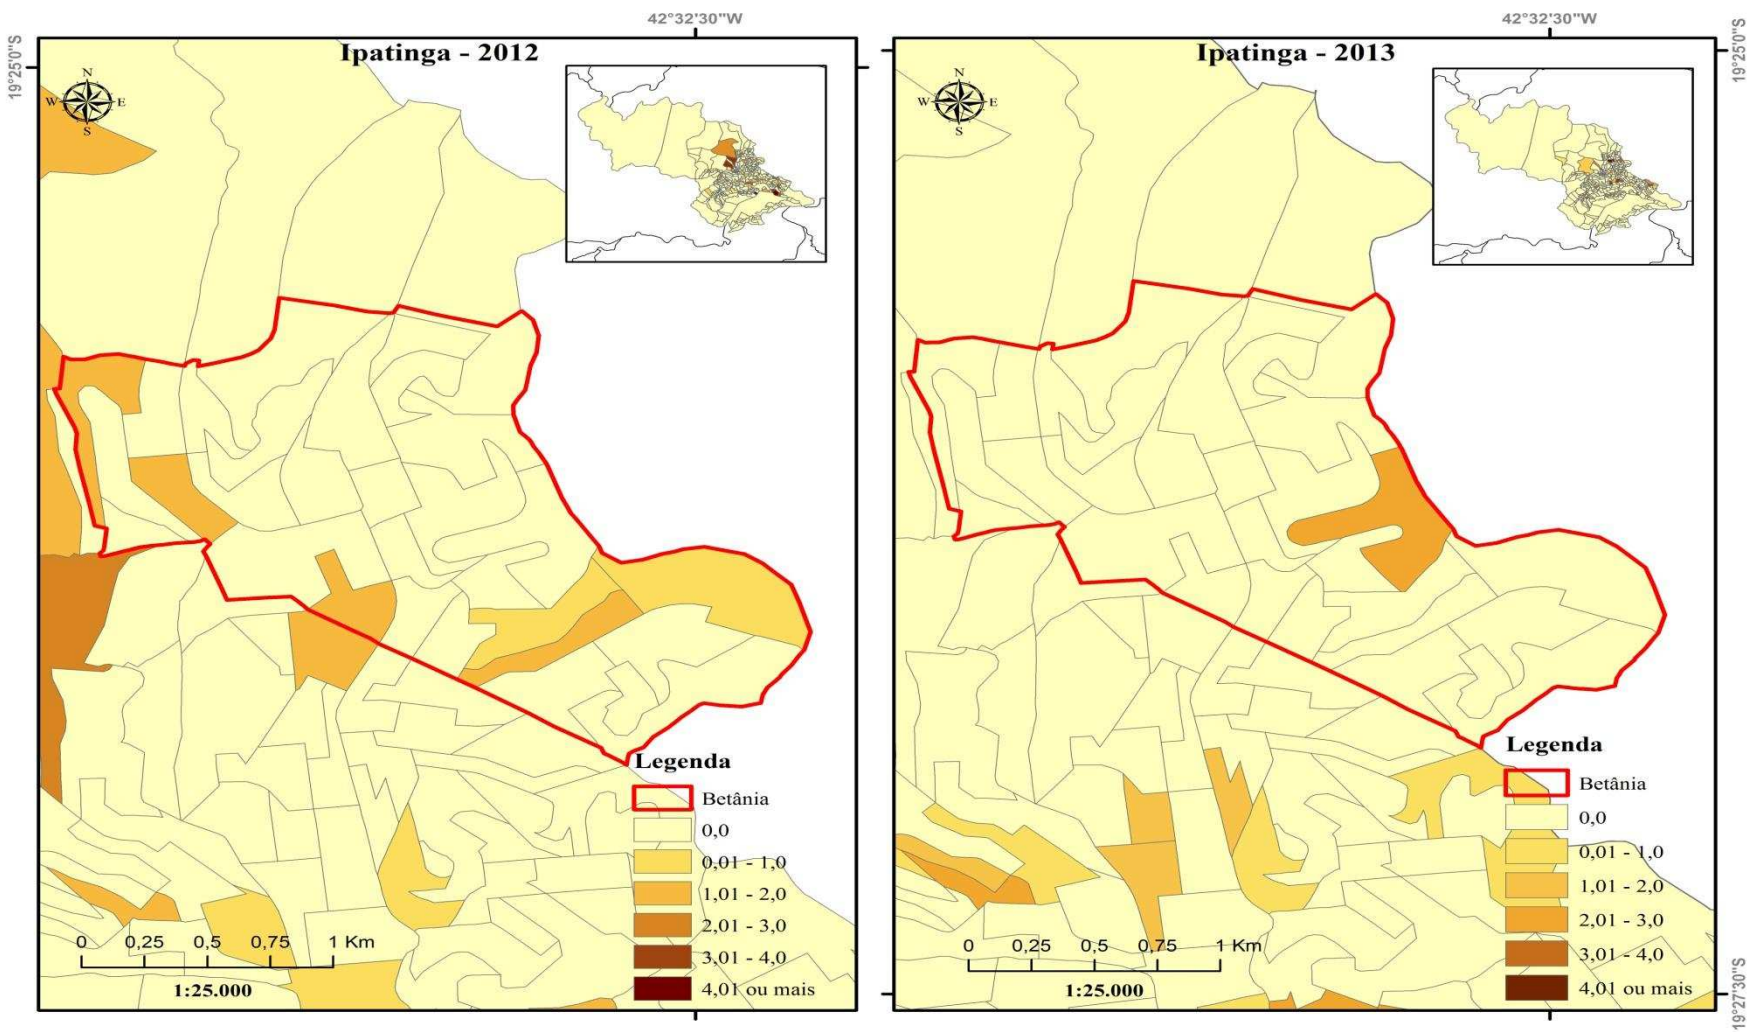 42°32'30"W
19°25'0"S
Ipatinga - 2012
N
W E
S
Legenda
Betânia
0,0
0,01 - 1,0
1,01 - 2,0
2,01 - 3,0
3,01 - 4,0
4,01 ou mais
0 0,25 0,5 0,75 1 Km
1:25.000
42°32'30"W
19°25'0"S
Ipatinga - 2013
N
W E
S
Legenda
Betânia
0,0
0,01 - 1,0
1,01 - 2,0
2,01 - 3,0
3,01 - 4,0
4,01 ou mais
0 0,25 0,5 0,75 1 Km
1:25.000
19°27'30"S